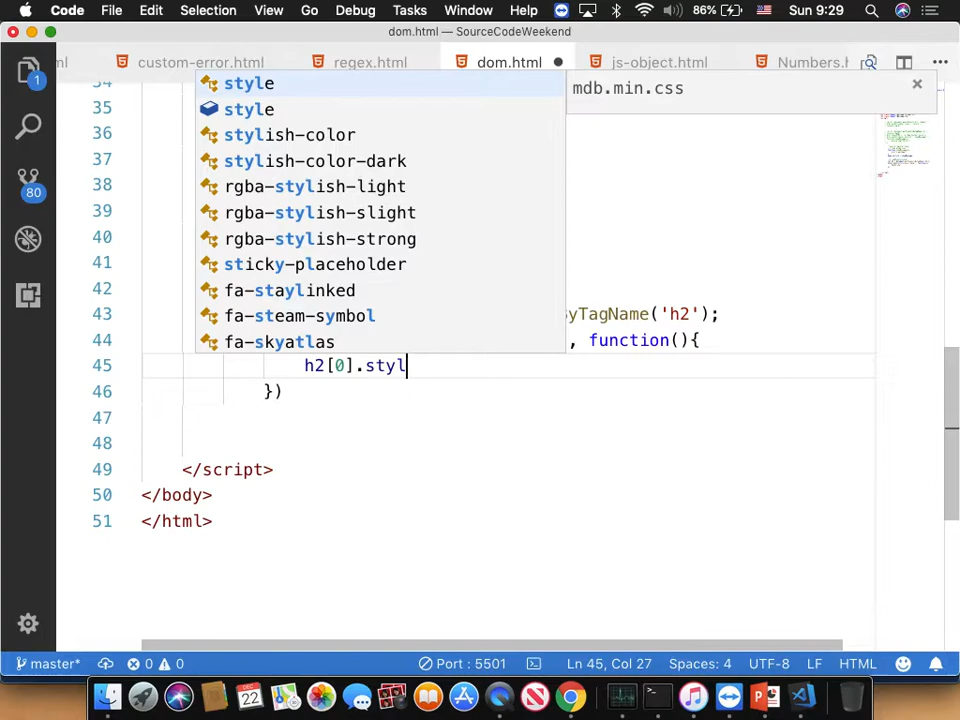 Code File Edit Selection View Go Debug Tasks Window Help 86% Sun 9:29
dom.html — SourceCodeWeekend
ml custom-error.html regex.html dom.html js-object.html Numbers.h
1
80
34
style
mdb.min.css
35 style
36 stylish-color
37 stylish-color-dark
38 rgba-stylish-light
39 rgba-stylish-slight
40 rgba-stylish-strong
41 sticky-placeholder
42 fa-staylinked
43 fa-steam-symbol yTagName('h2');
44 fa-skyatlas , function(){
45 h2[0].styl
46 })
47
48
49 </script>
50 </body>
51 </html>
master* 0 0 Port : 5501 Ln 45, Col 27 Spaces: 4 UTF-8 LF HTML
DEC 22